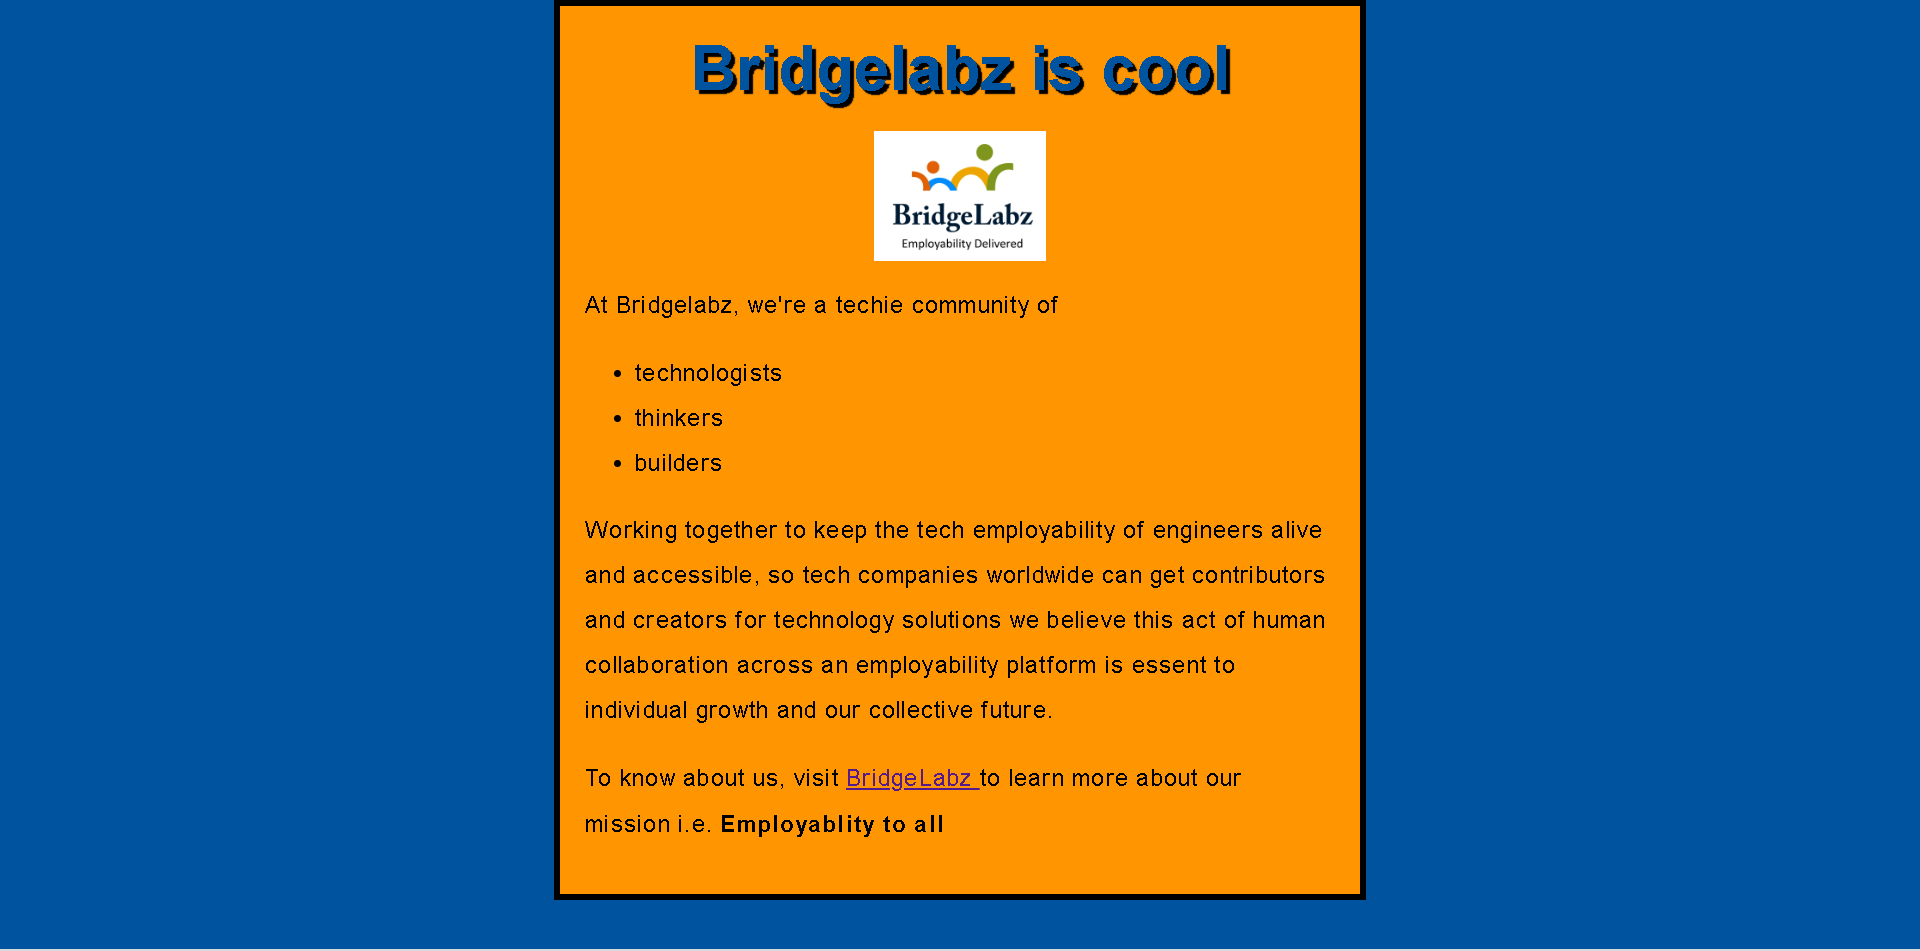 Bridgelabz is cool
BridgeLabz
Employability Delivered
At Bridgelabz, we're a techie community of
• technologists
• thinkers
• builders
Working together to keep the tech employability of engineers alive
and accessible, so tech companies worldwide can get contributors
and creators for technology solutions we believe this act of human
collaboration across an employability platform is essent to
individual growth and our collective future.
To know about us, visit BridgeLabz to learn more about our
mission i.e. Employablity to all